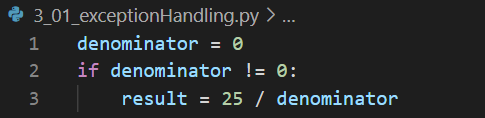 3_01_exceptionHandling.py > ...
1 denominator = 0
2 if denominator != 0:
3     result = 25 / denominator